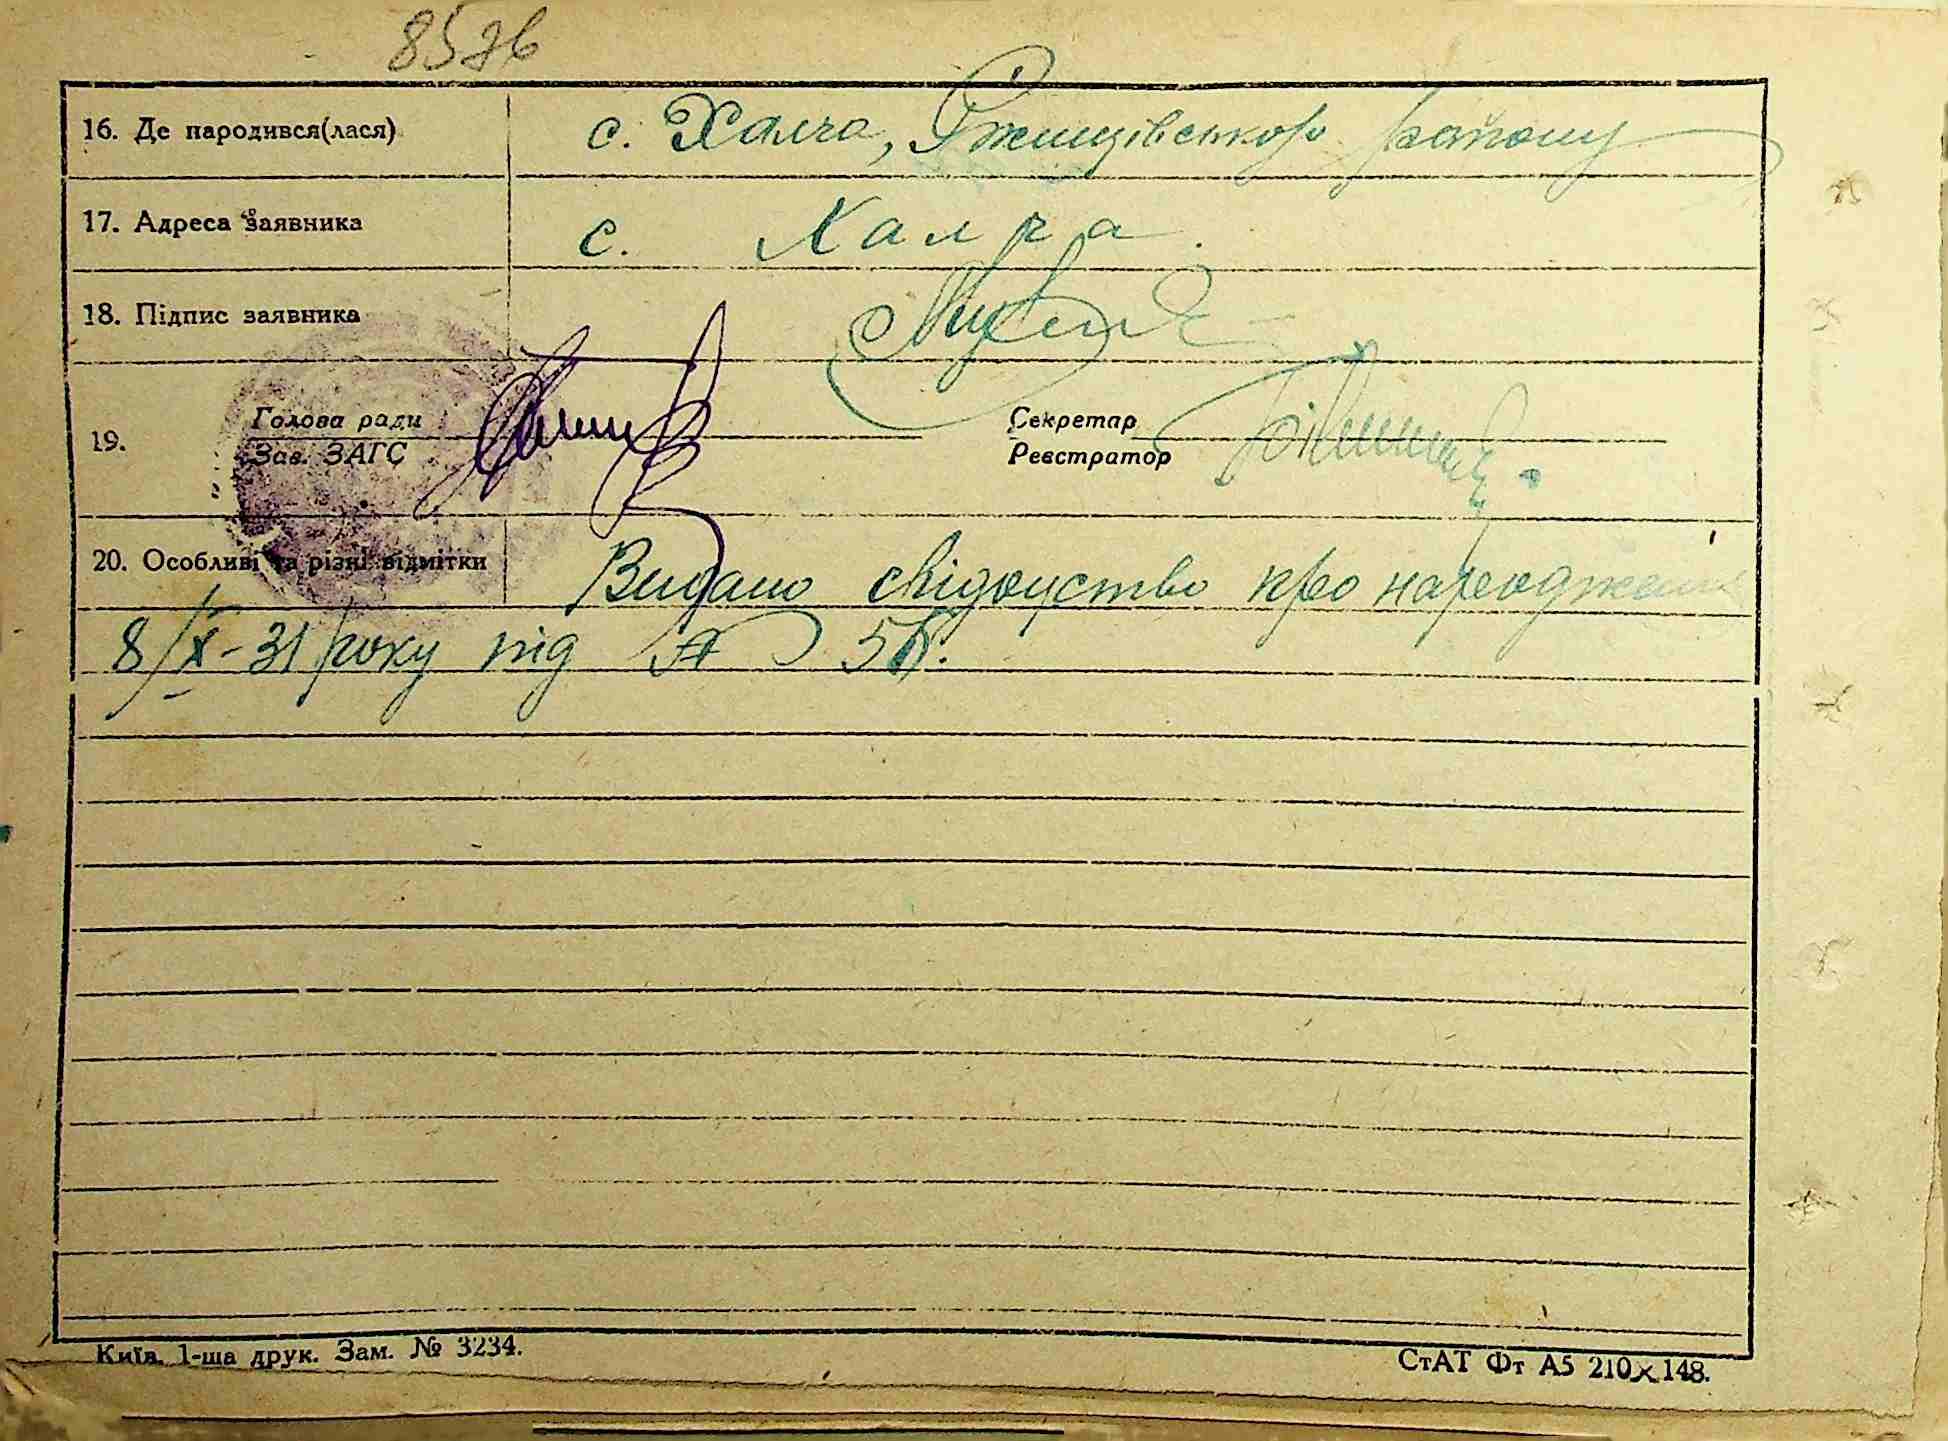 857в
16. Де народився(лася) с. Халча, Ржищівського району
17. Адреса заявника с. Халча.
18. Підпис заявника
19. Голова ради Секретар
Зав. ЗАГС Реєстратор
20. Особливі та різні відмітки Видано свідоцтво про народження
8/X-31 року під №
Київ. 1-ша друк. Зам. № 3234. СтАТ Фт А5 210×148.